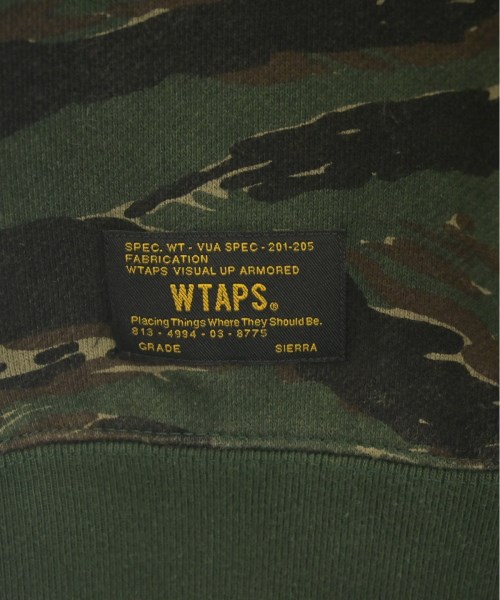 SPEC. WT - VUA SPEC - 201-205
FABRICATION
WTAPS VISUAL UP ARMORED
WTAPS®
Placing Things Where They Should Be.
813 - 4994 - 03 - 8775
GRADE SIERRA